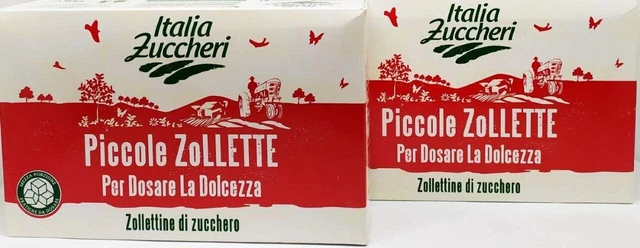 Italia
Zuccheri
Piccole ZoLLETTE
Per Dosare La Dolcezza
Zollettine di zucchero
Italia
Zuccheri
Piccole ZoLLETTE
Per Dosare La Dolcezza
Zollettine di zucchero